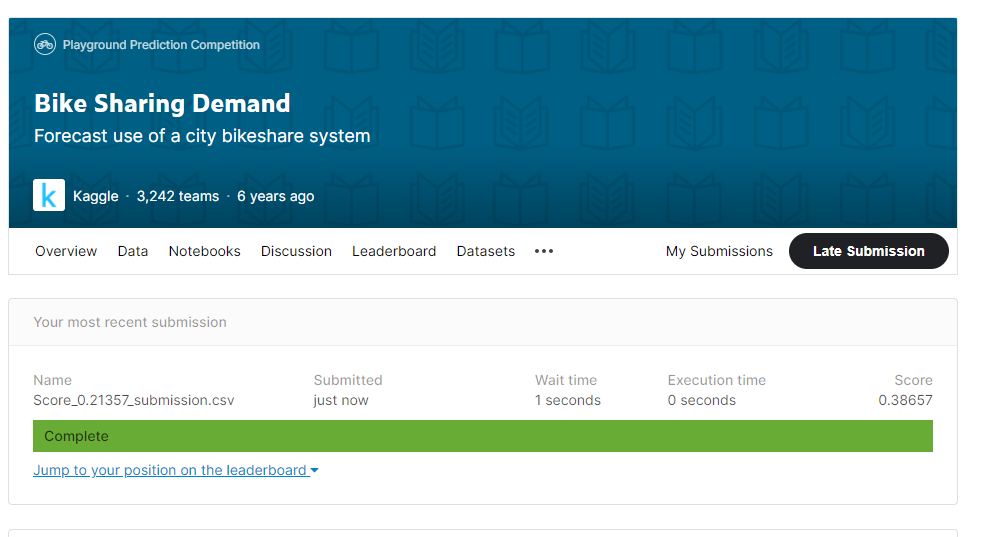 Playground Prediction Competition
Bike Sharing Demand
Forecast use of a city bikeshare system
k Kaggle · 3,242 teams · 6 years ago
Overview Data Notebooks Discussion Leaderboard Datasets ••• My Submissions Late Submission
Your most recent submission
Name Submitted Wait time Execution time Score
Score_0.21357_submission.csv just now 1 seconds 0 seconds 0.38657
Complete
Jump to your position on the leaderboard